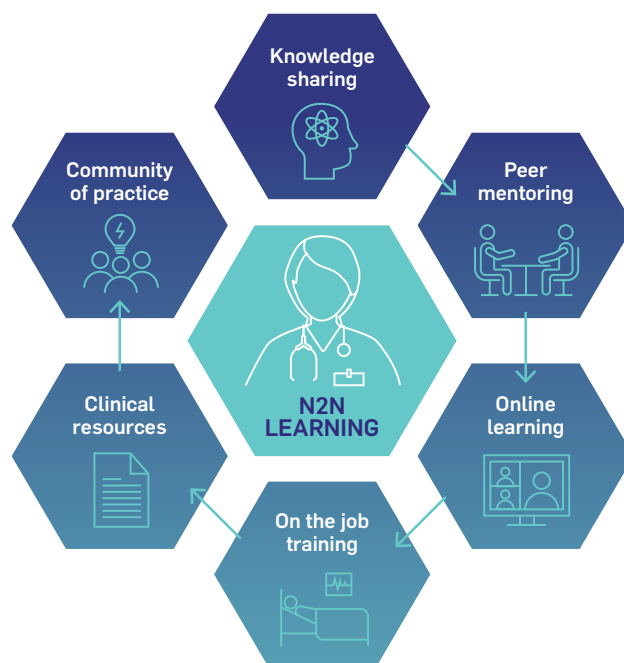 Knowledge
sharing
Peer
mentoring
Online
learning
On the job
training
Clinical
resources
Community
of practice
N2N
LEARNING